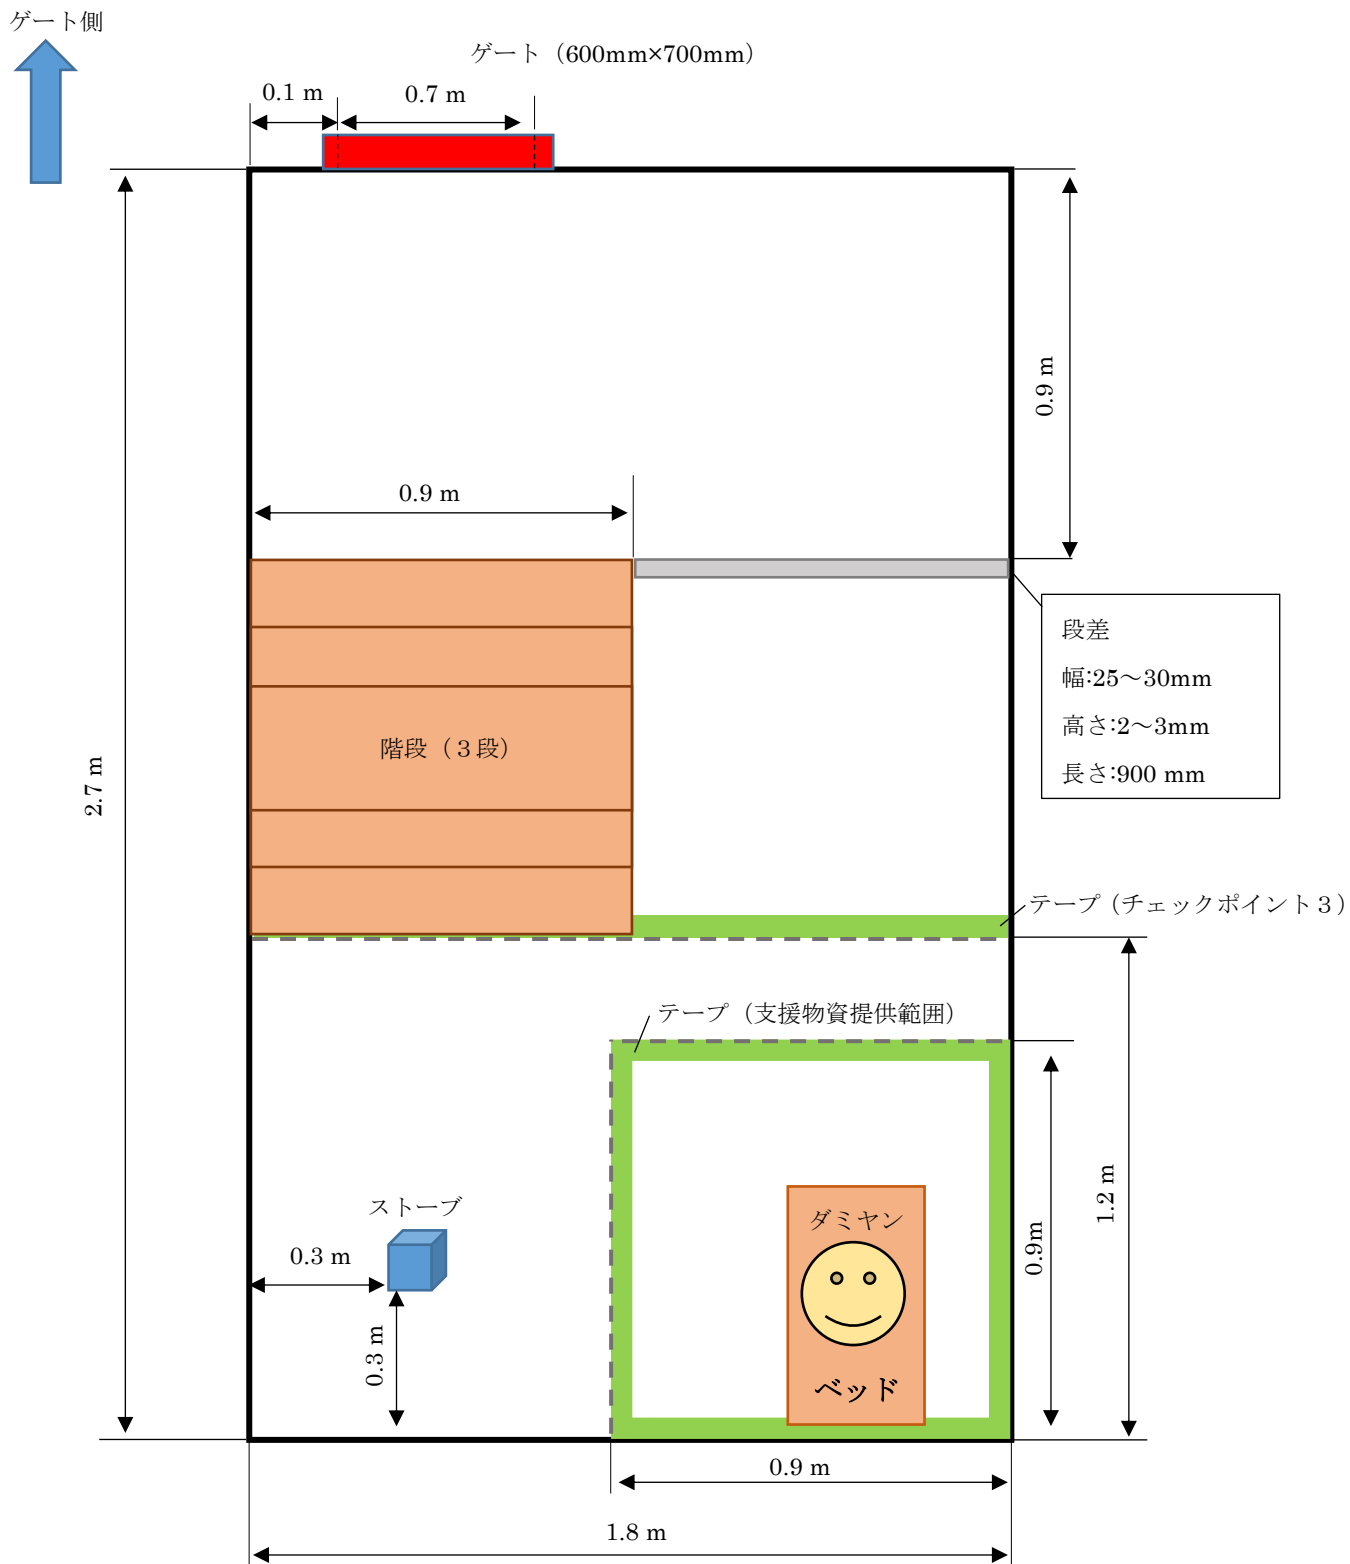 ゲート側
ゲート（600mm×700mm）
0.1 m
0.7 m
0.9 m
0.9 m
段差
幅:25～30mm
高さ:2～3mm
長さ:900 mm
階段（３段）
2.7 m
テープ（チェックポイント３）
テープ（支援物資提供範囲）
1.2 m
ストーブ
ダミヤン
0.9m
0.3 m
0.3 m
ベッド
0.9 m
1.8 m